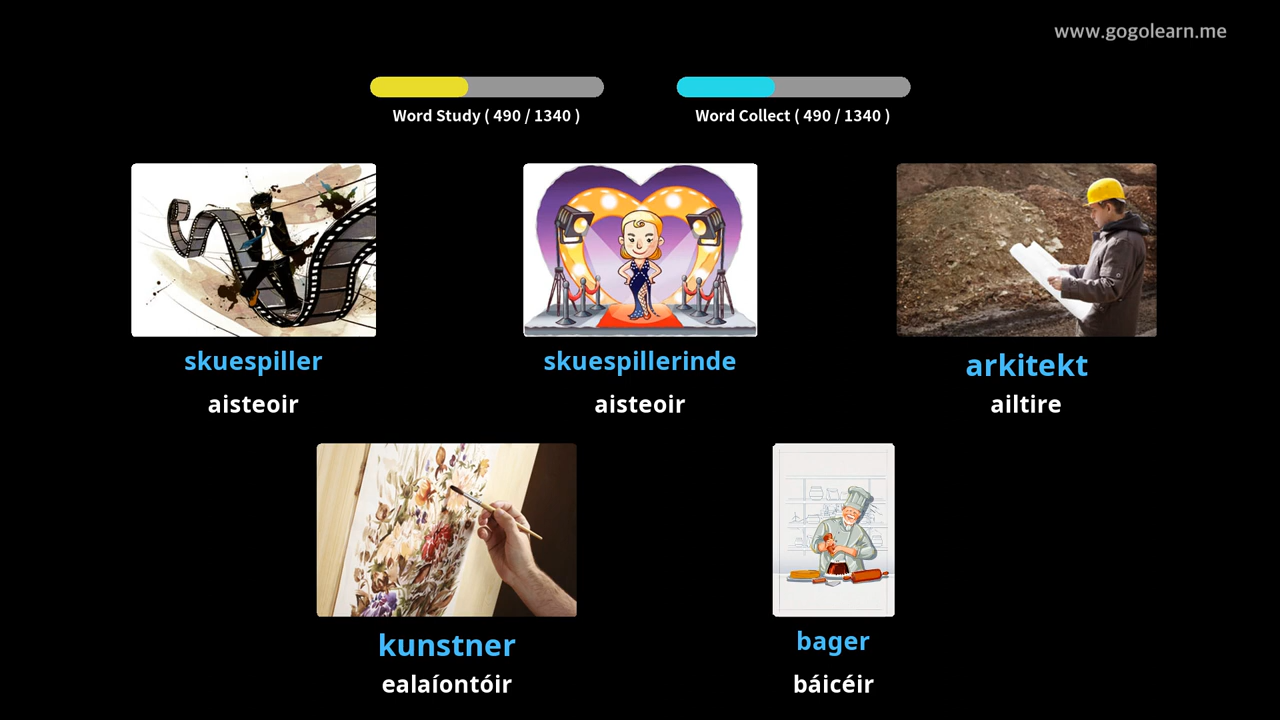 www.gogolearn.me
Word Study ( 490 / 1340 )
Word Collect ( 490 / 1340 )
skuespiller
aisteoir
skuespillerinde
aisteoir
arkitekt
ailtire
kunstner
ealaíontóir
bager
báicéir